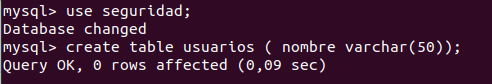 mysql> use seguridad;
Database changed
mysql> create table usuarios ( nombre varchar(50));
Query OK, 0 rows affected (0,09 sec)